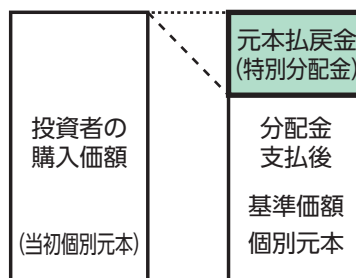 元本払戻金
(特別分配金)
投資者の
購入価額
(当初個別元本)
分配金
支払後
基準価額
個別元本